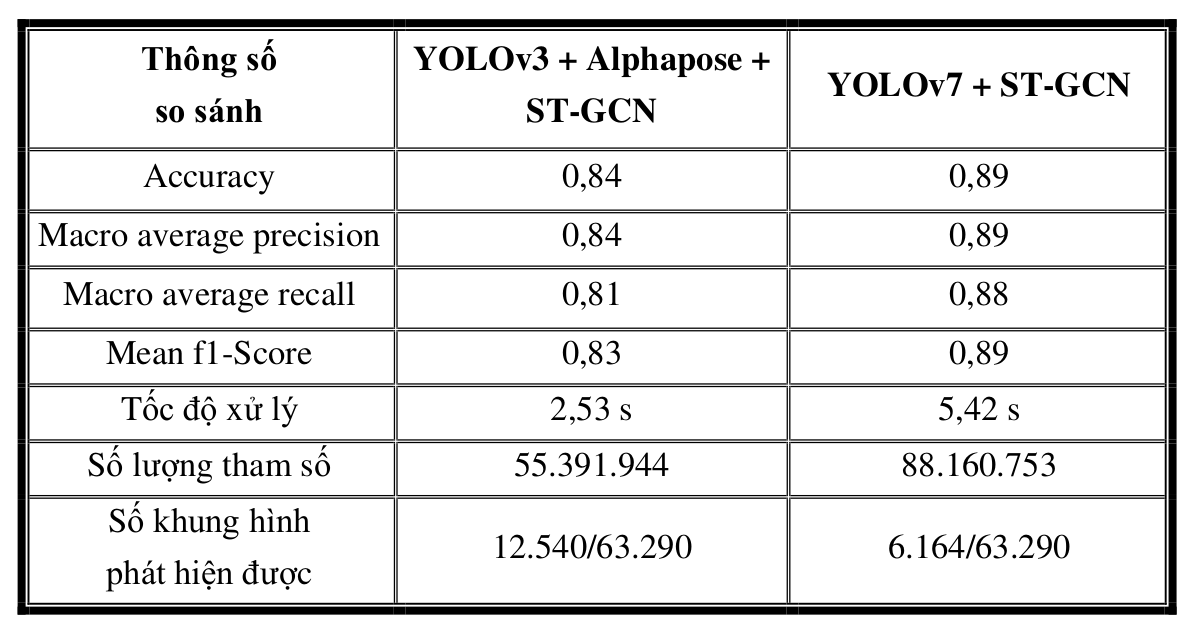 Thông số
so sánh
YOLOv3 + Alphapose +
ST-GCN
YOLOv7 + ST-GCN
Accuracy 0,84 0,89
Macro average precision 0,84 0,89
Macro average recall 0,81 0,88
Mean f1-Score 0,83 0,89
Tốc độ xử lý 2,53 s 5,42 s
Số lượng tham số 55.391.944 88.160.753
Số khung hình
phát hiện được
12.540/63.290 6.164/63.290